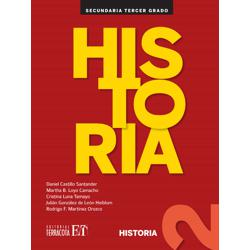 SECUNDARIA TERCER GRADO
HIS
TO
RIA
Daniel Castillo Santander
Martha B. Loyo Camacho
Cristina Luna Tamayo
Julián González de León Heiblum
Rodrigo F. Martínez Orozco
EDITORIAL
TERRACOTA
ET
HISTORIA
2